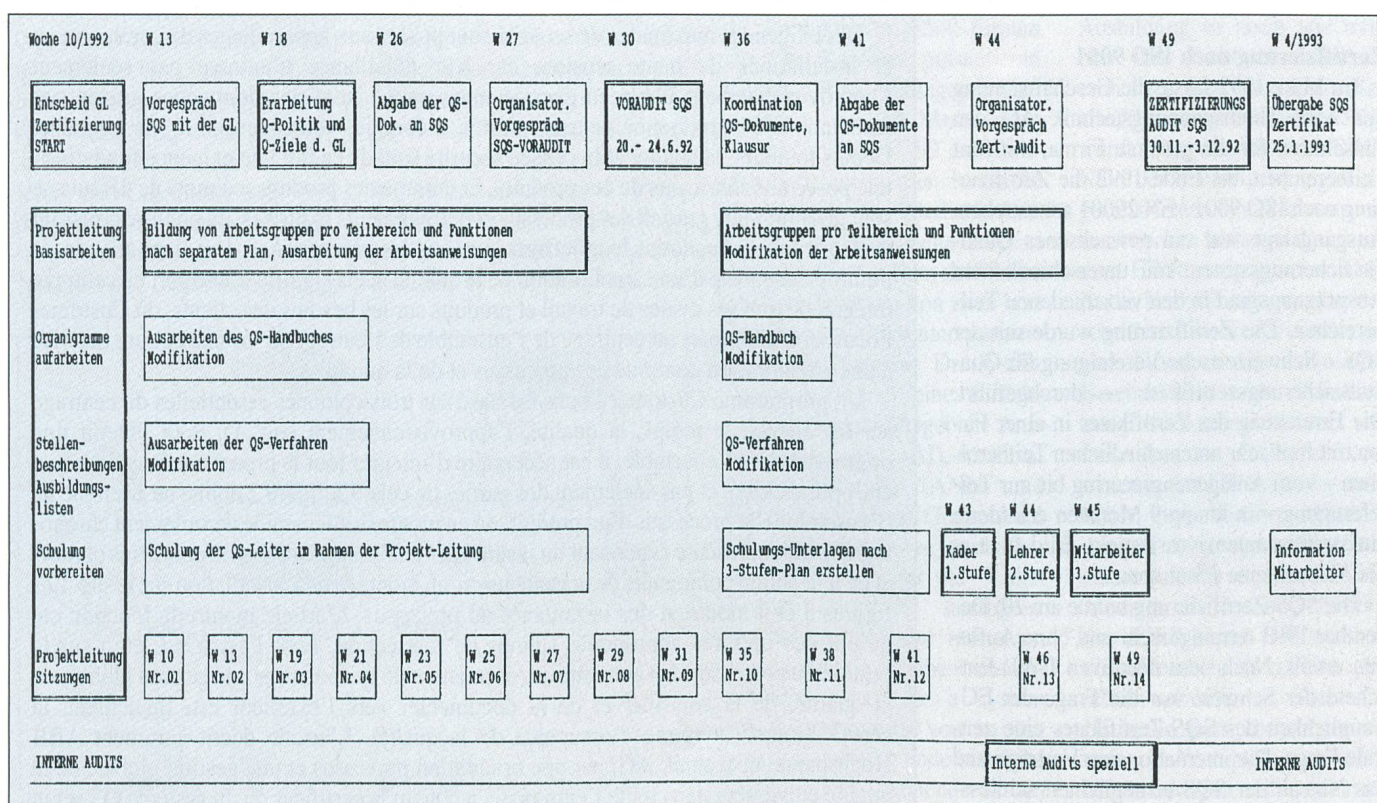 Woche 10/1992 W 13 W 18 W 26 W 27 W 30 W 36 W 41 W 44 W 49 W 4/1993
Entscheid GL
Zertifizierung
START
Vorgespräch
SQS mit der GL
Erarbeitung
Q-Politik und
Q-Ziele d. GL
Abgabe der QS-
Dok. an SQS
Organisator.
Vorgespräch
SQS-VORAUDIT
VORAUDIT SQS
20.- 24.6.92
Koordination
QS-Dokumente,
Klausur
Abgabe der
QS-Dokumente
an SQS
Organisator.
Vorgespräch
Zert.-Audit
ZERTIFIZIERUNGS
AUDIT SQS
30.11.-3.12.92
Übergabe SQS
Zertifikat
25.1.1993
Projektleitung
Basisarbeiten
Bildung von Arbeitsgruppen pro Teilbereich und Funktionen
nach separatem Plan, Ausarbeitung der Arbeitsanweisungen
Arbeitsgruppen pro Teilbereich und Funktionen
Modifikation der Arbeitsanweisungen
Organigramme
aufarbeiten
Ausarbeiten des QS-Handbuches
Modifikation
QS-Handbuch
Modifikation
Stellen-
beschreibungen
Ausbildungs-
listen
Ausarbeiten der QS-Verfahren
Modifikation
QS-Verfahren
Modifikation
W 43 W 44 W 45
Schulung
vorbereiten
Schulung der QS-Leiter im Rahmen der Projekt-Leitung
Schulungs-Unterlagen nach
3-Stufen-Plan erstellen
Kader
1.Stufe
Lehrer
2.Stufe
Mitarbeiter
3.Stufe
Information
Mitarbeiter
Projektleitung
Sitzungen
W 10
Nr.01
W 13
Nr.02
W 19
Nr.03
W 21
Nr.04
W 23
Nr.05
W 25
Nr.06
W 27
Nr.07
W 29
Nr.08
W 31
Nr.09
W 35
Nr.10
W 38
Nr.11
W 42
Nr.12
W 46
Nr.13
W 49
Nr.14
INTERNE AUDITS
Interne Audits speziell
INTERNE AUDITS